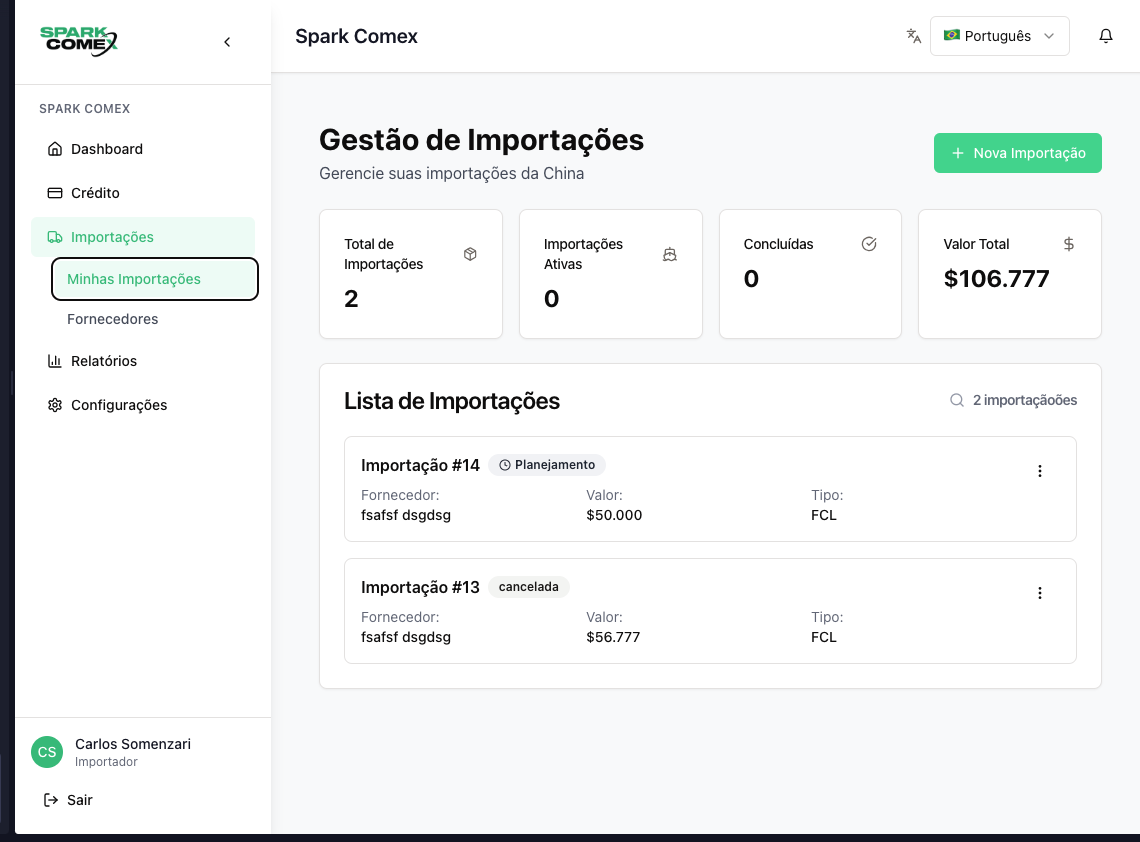 SPARK
COMEX
Spark Comex
Português
SPARK COMEX
Dashboard
Crédito
Importações
Minhas Importações
Fornecedores
Relatórios
Configurações
Carlos Somenzari
Importador
CS
Sair
Gestão de Importações
Gerencie suas importações da China
+ Nova Importação
Total de
Importações
2
Importações
Ativas
0
Concluídas
0
Valor Total
$
$106.777
Lista de Importações
2 importaçãoões
Importação #14 Planejamento
Fornecedor: Valor: Tipo:
fsafsf dsgdsg $50.000 FCL
Importação #13 cancelada
Fornecedor: Valor: Tipo:
fsafsf dsgdsg $56.777 FCL